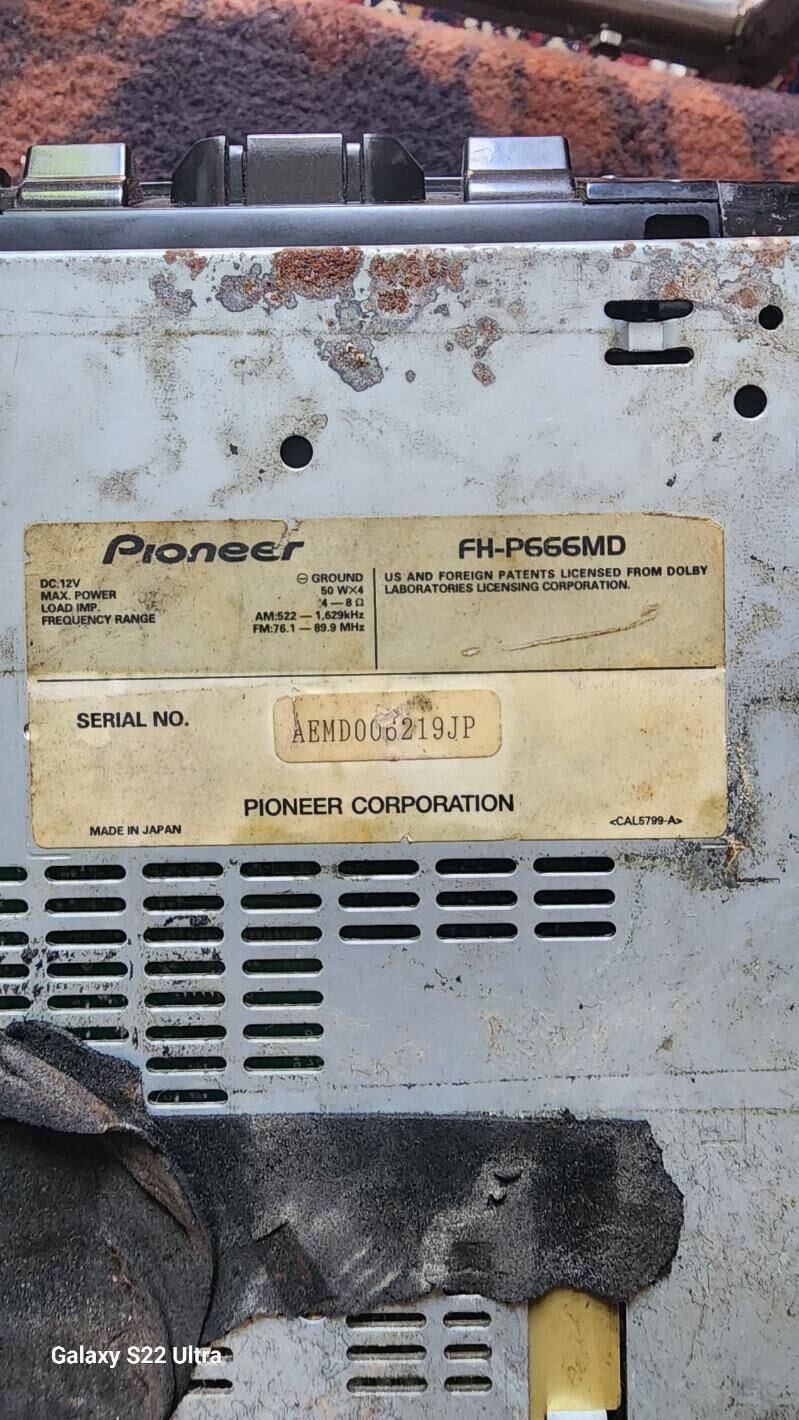 Pioneer
FH-P666MD
DC.12V ⊖ GROUND
MAX. POWER 50 W×4
LOAD IMP. 4 — 8 Ω
FREQUENCY RANGE AM:522 — 1,629kHz
FM:76.1 — 89.9 MHz
US AND FOREIGN PATENTS LICENSED FROM DOLBY
LABORATORIES LICENSING CORPORATION.
SERIAL NO.
AEMD006219JP
PIONEER CORPORATION
MADE IN JAPAN
<CAL5799-A>
Galaxy S22 Ultra